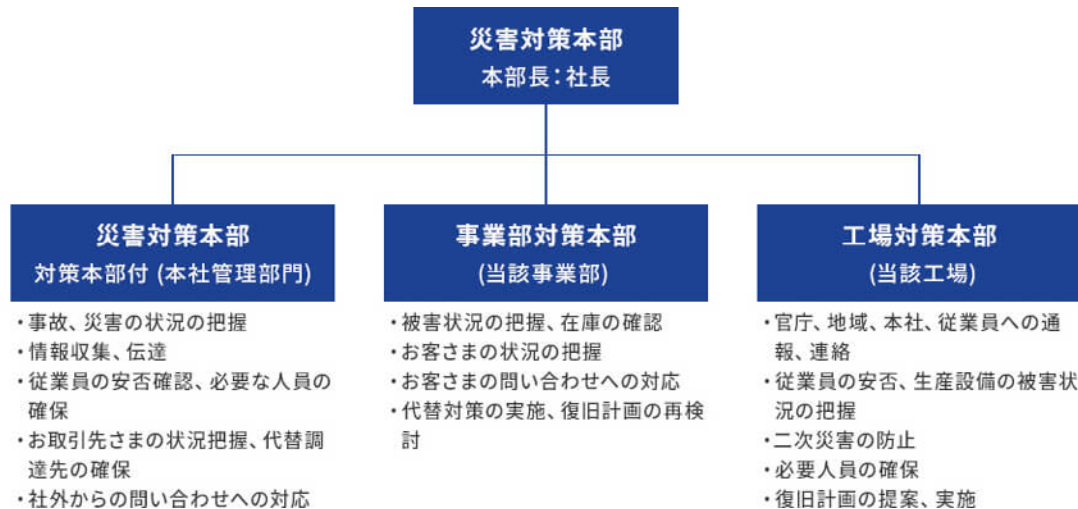 災害対策本部
本部長：社長
災害対策本部
対策本部付 (本社管理部門)
・事故、災害の状況の把握
・情報収集、伝達
・従業員の安否確認、必要な人員の
確保
・お取引先さまの状況把握、代替調
達先の確保
・社外からの問い合わせへの対応
事業部対策本部
(当該事業部)
・被害状況の把握、在庫の確認
・お客さまの状況の把握
・お客さまの問い合わせへの対応
・代替対策の実施、復旧計画の再検
討
工場対策本部
(当該工場)
・官庁、地域、本社、従業員への通
報、連絡
・従業員の安否、生産設備の被害状
況の把握
・二次災害の防止
・必要人員の確保
・復旧計画の提案、実施